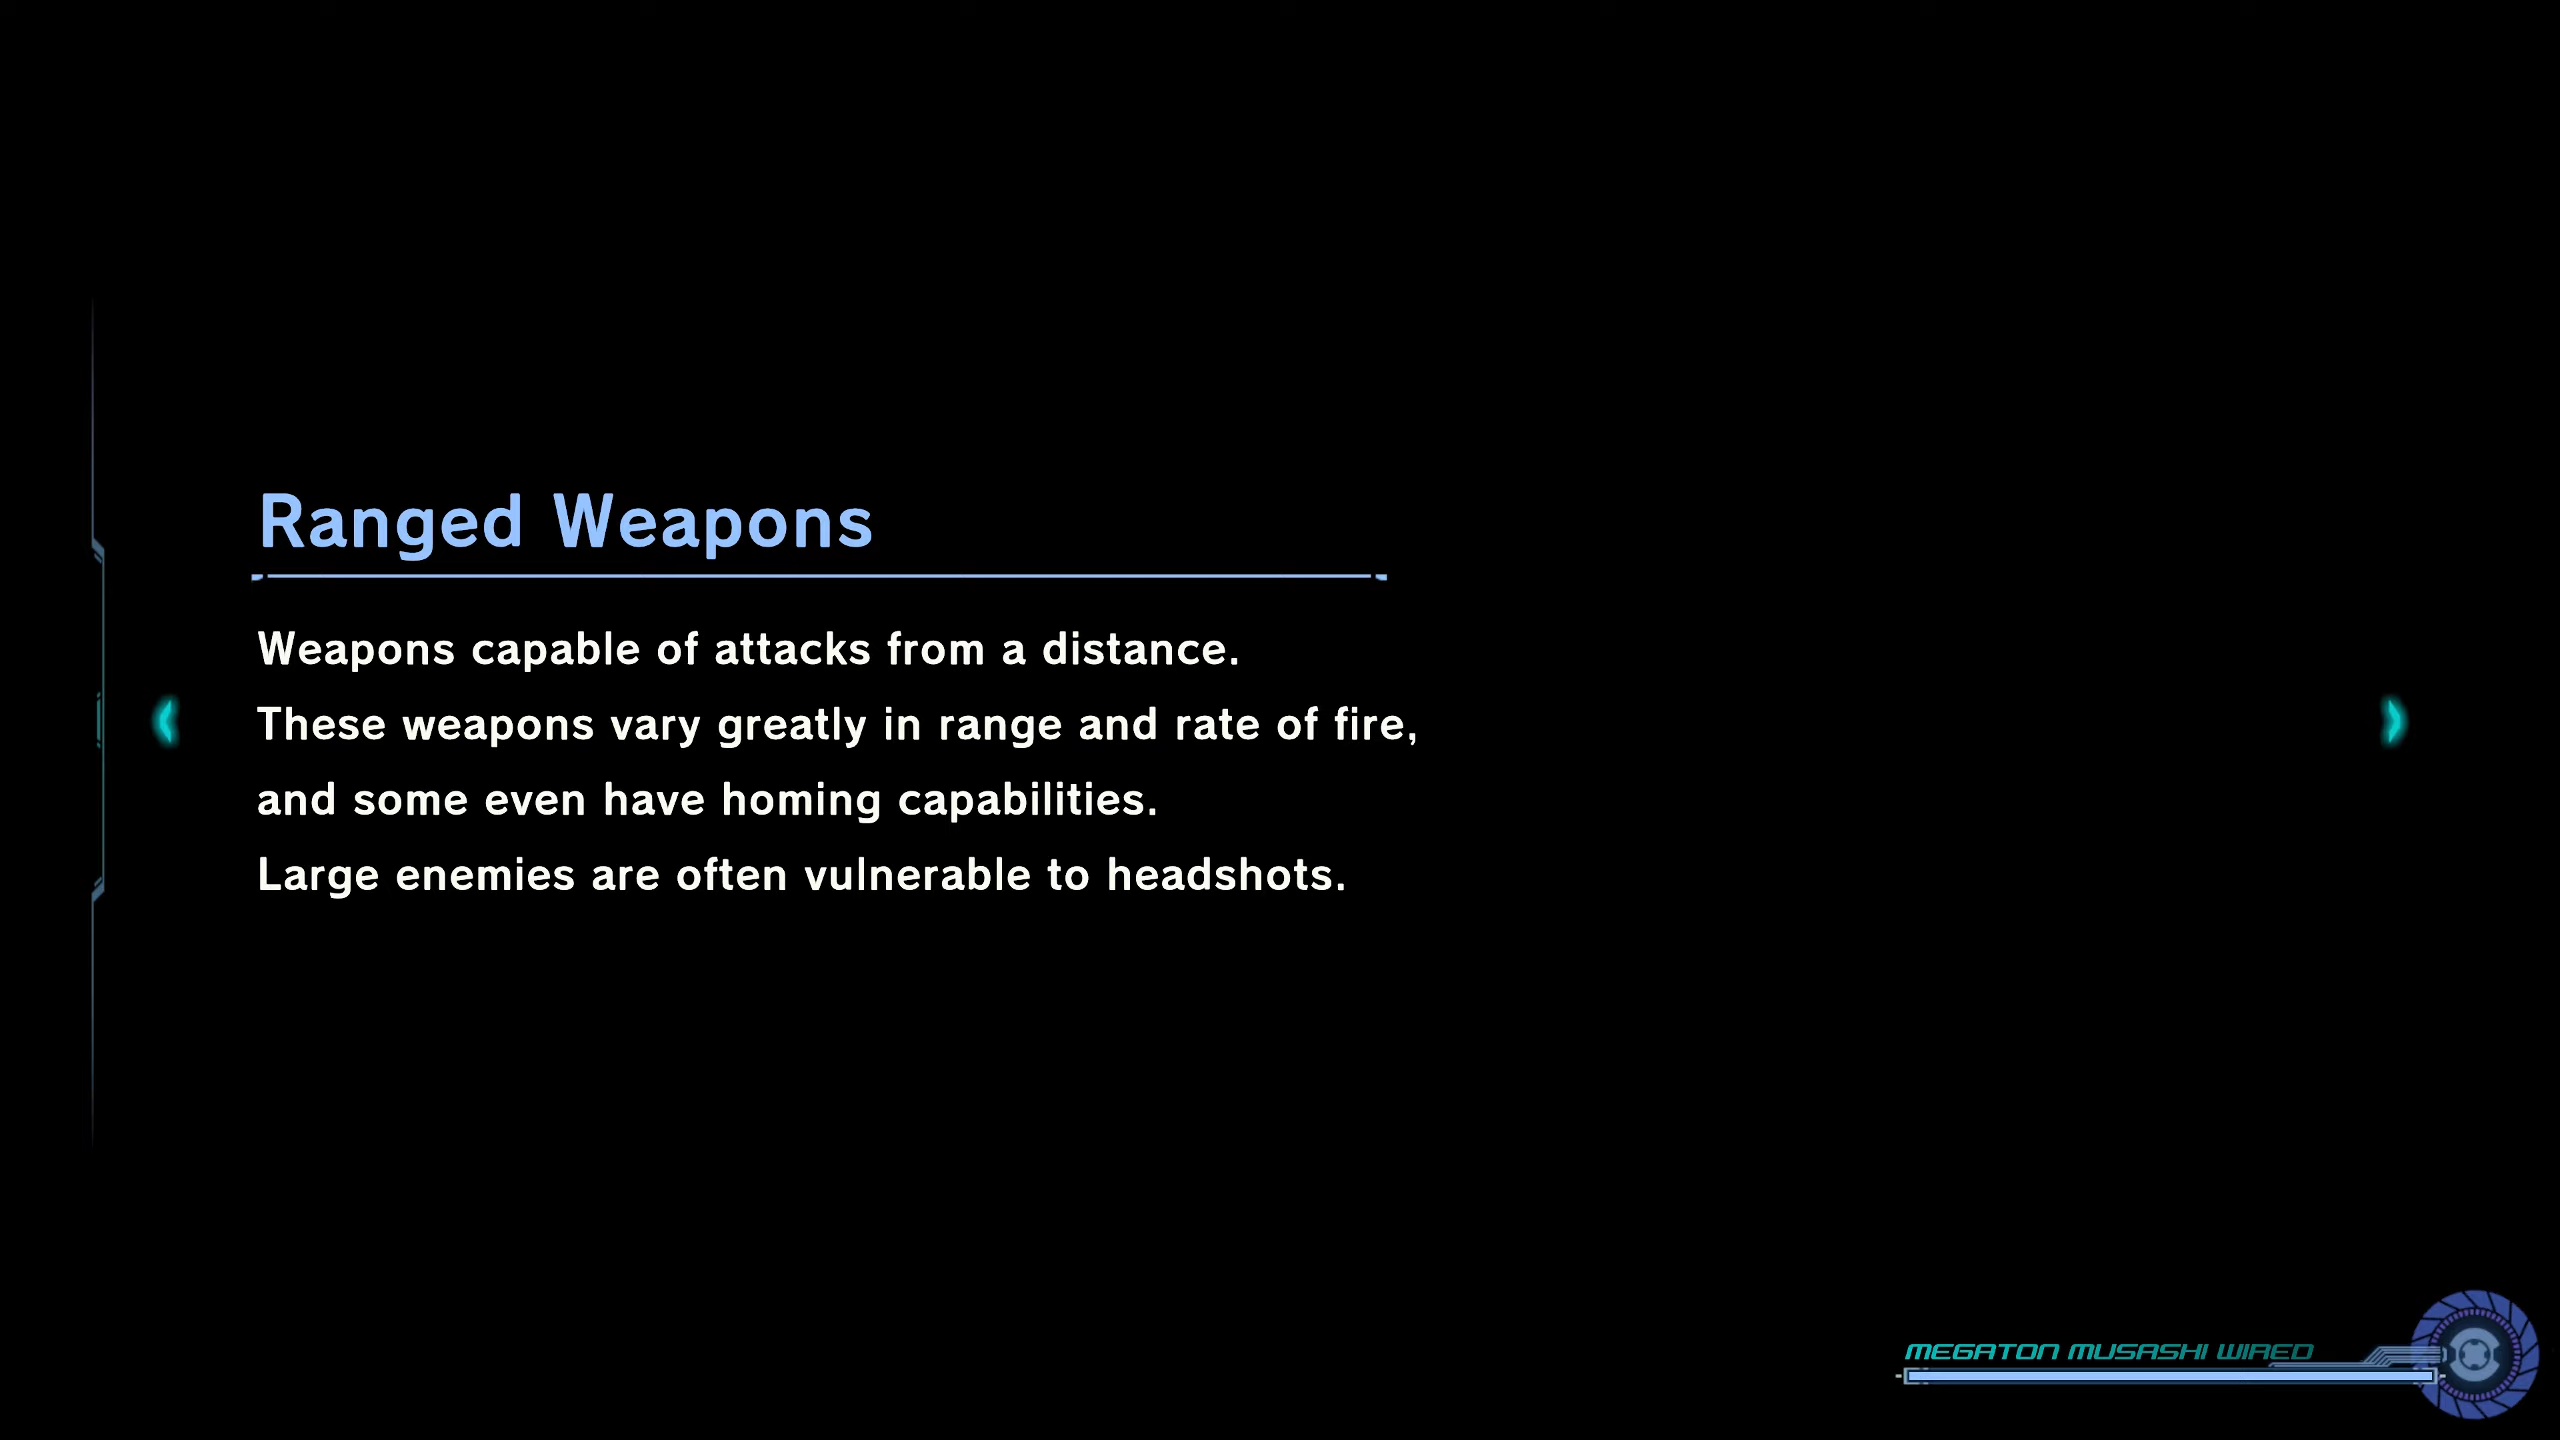 Ranged Weapons
Weapons capable of attacks from a distance.
These weapons vary greatly in range and rate of fire,
and some even have homing capabilities.
Large enemies are often vulnerable to headshots.
MEGATON MUSASHI WIRED